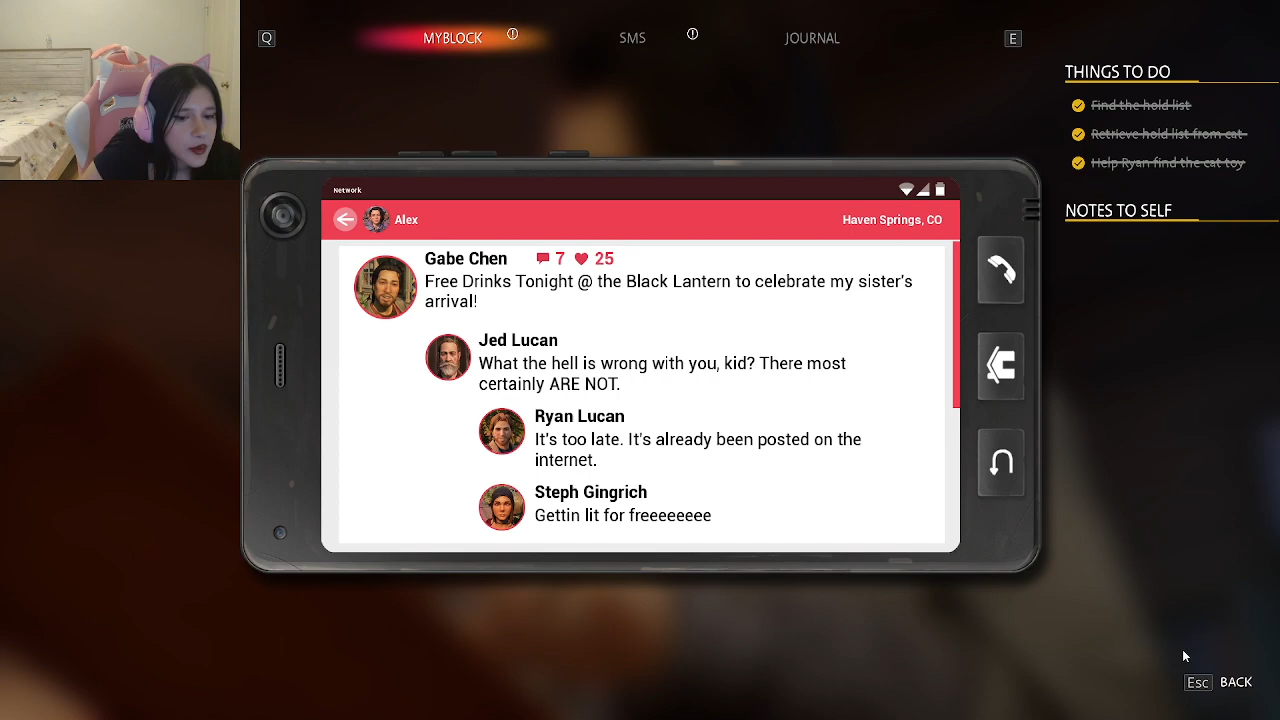 Q
MYBLOCK
SMS
JOURNAL
E
THINGS TO DO
Find the hold list
Retrieve hold list from cat
Help Ryan find the cat toy
NOTES TO SELF
Network
Alex
Haven Springs, CO
Gabe Chen 7 25
Free Drinks Tonight @ the Black Lantern to celebrate my sister's
arrival!
Jed Lucan
What the hell is wrong with you, kid? There most
certainly ARE NOT.
Ryan Lucan
It's too late. It's already been posted on the
internet.
Steph Gingrich
Gettin lit for freeeeeeee
Esc BACK